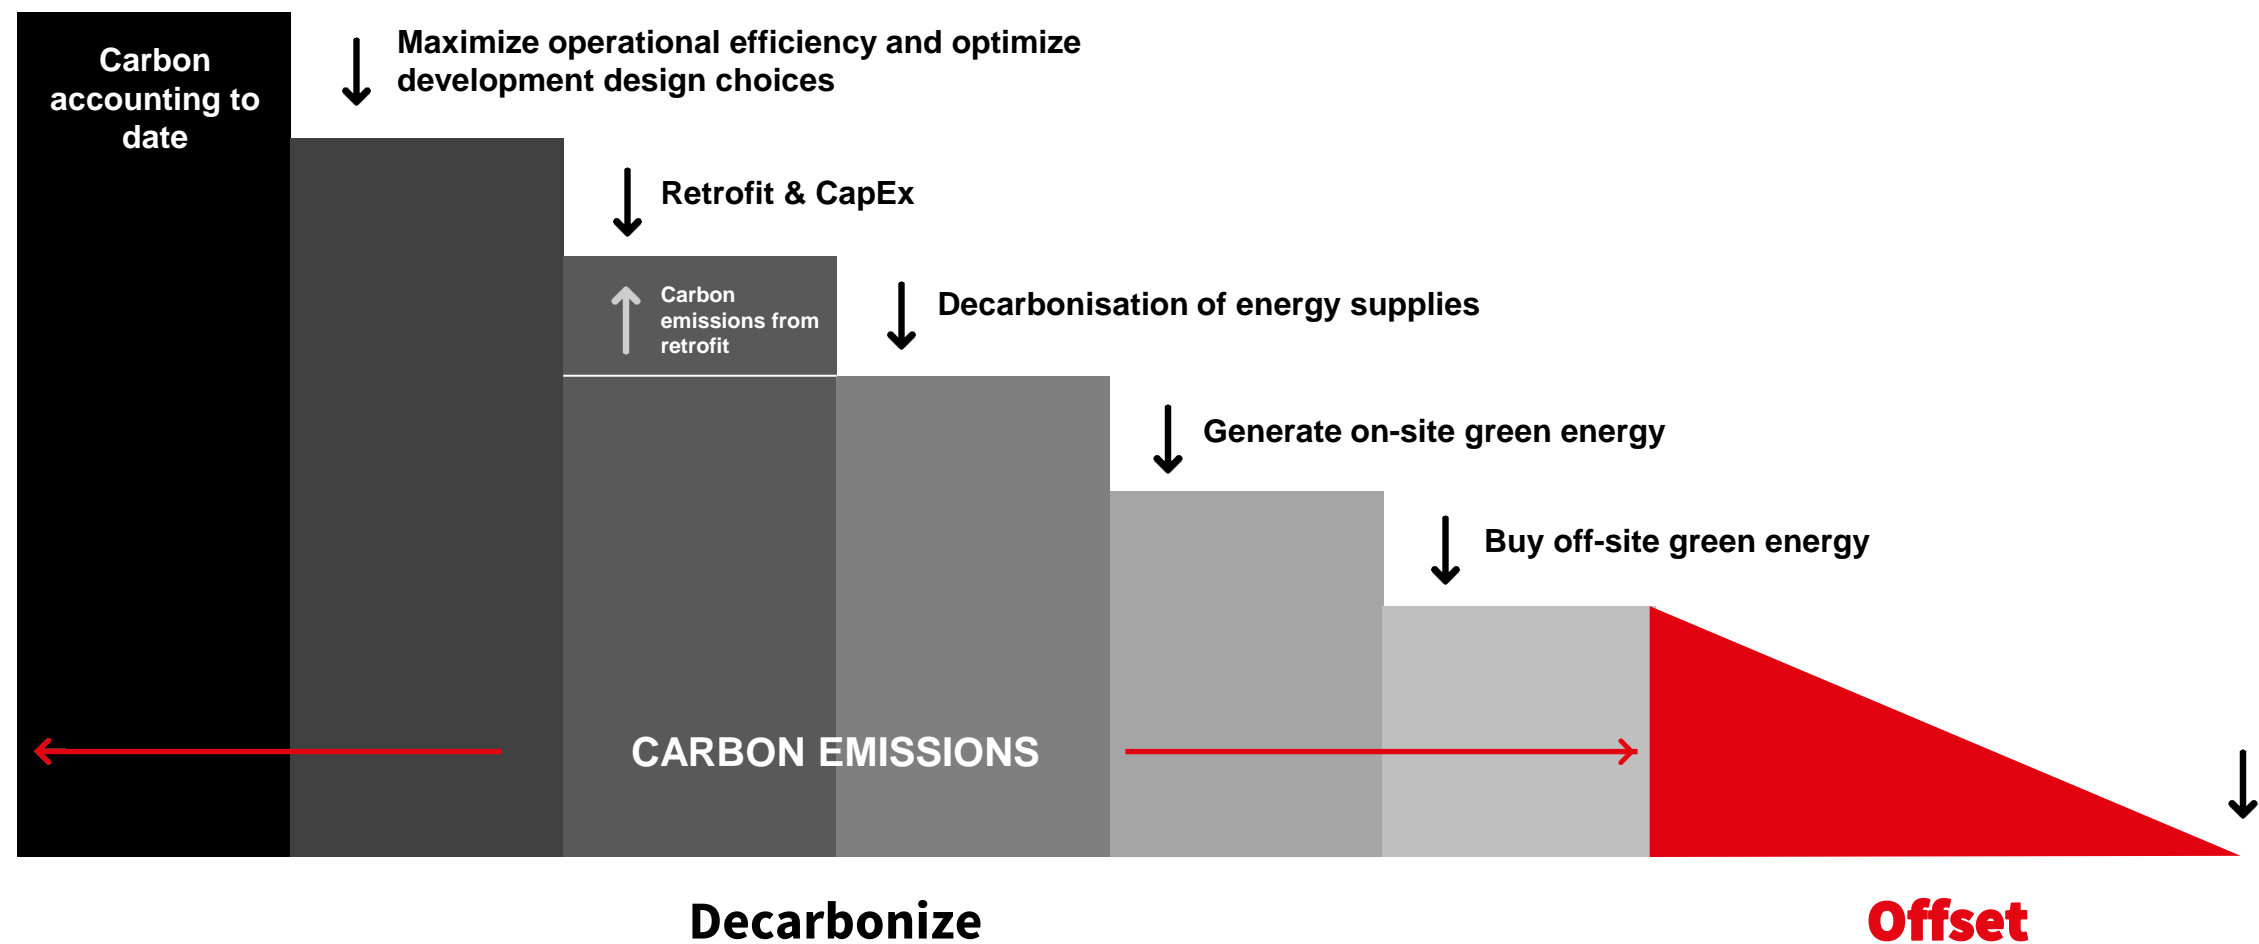 Carbon
accounting to
date
Maximize operational efficiency and optimize
development design choices
Retrofit & CapEx
Carbon
emissions from
retrofit
Decarbonisation of energy supplies
Generate on-site green energy
Buy off-site green energy
CARBON EMISSIONS
Decarbonize
Offset